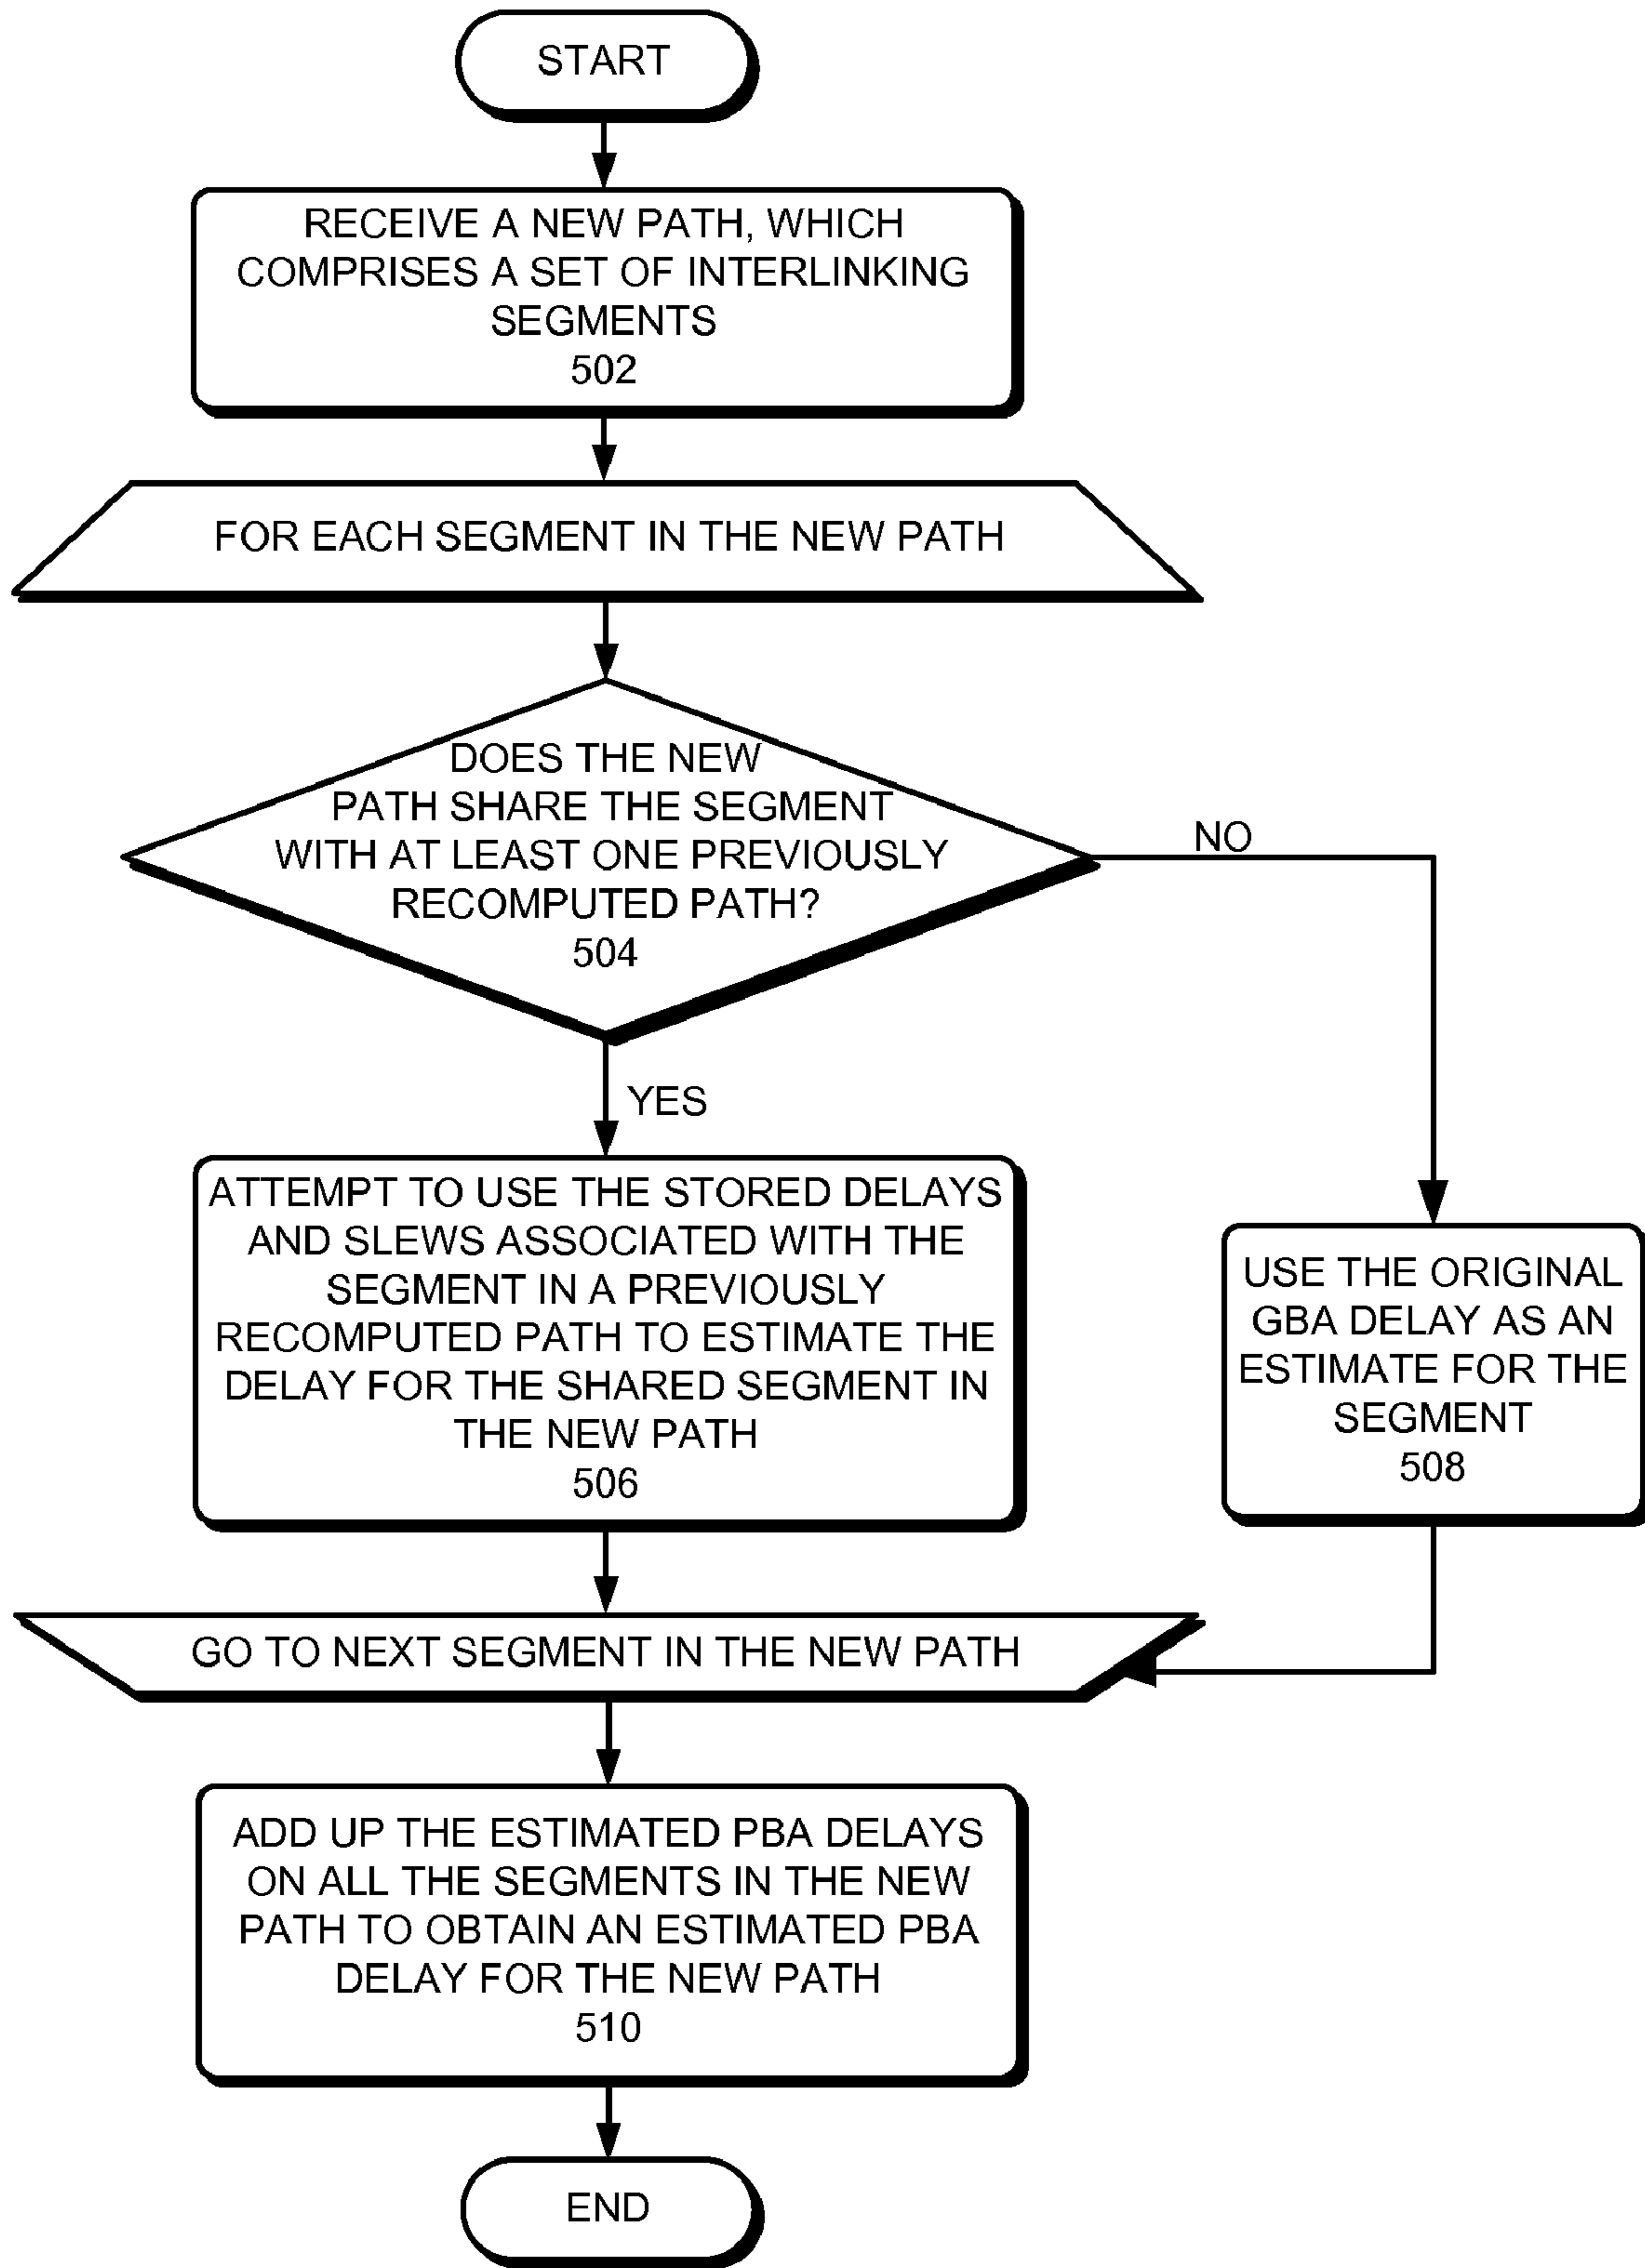 START
RECEIVE A NEW PATH, WHICH
COMPRISES A SET OF INTERLINKING
SEGMENTS
502
FOR EACH SEGMENT IN THE NEW PATH
DOES THE NEW
PATH SHARE THE SEGMENT
WITH AT LEAST ONE PREVIOUSLY
RECOMPUTED PATH?
504
NO
YES
ATTEMPT TO USE THE STORED DELAYS
AND SLEWS ASSOCIATED WITH THE
SEGMENT IN A PREVIOUSLY
RECOMPUTED PATH TO ESTIMATE THE
DELAY FOR THE SHARED SEGMENT IN
THE NEW PATH
506
USE THE ORIGINAL
GBA DELAY AS AN
ESTIMATE FOR THE
SEGMENT
508
GO TO NEXT SEGMENT IN THE NEW PATH
ADD UP THE ESTIMATED PBA DELAYS
ON ALL THE SEGMENTS IN THE NEW
PATH TO OBTAIN AN ESTIMATED PBA
DELAY FOR THE NEW PATH
510
END